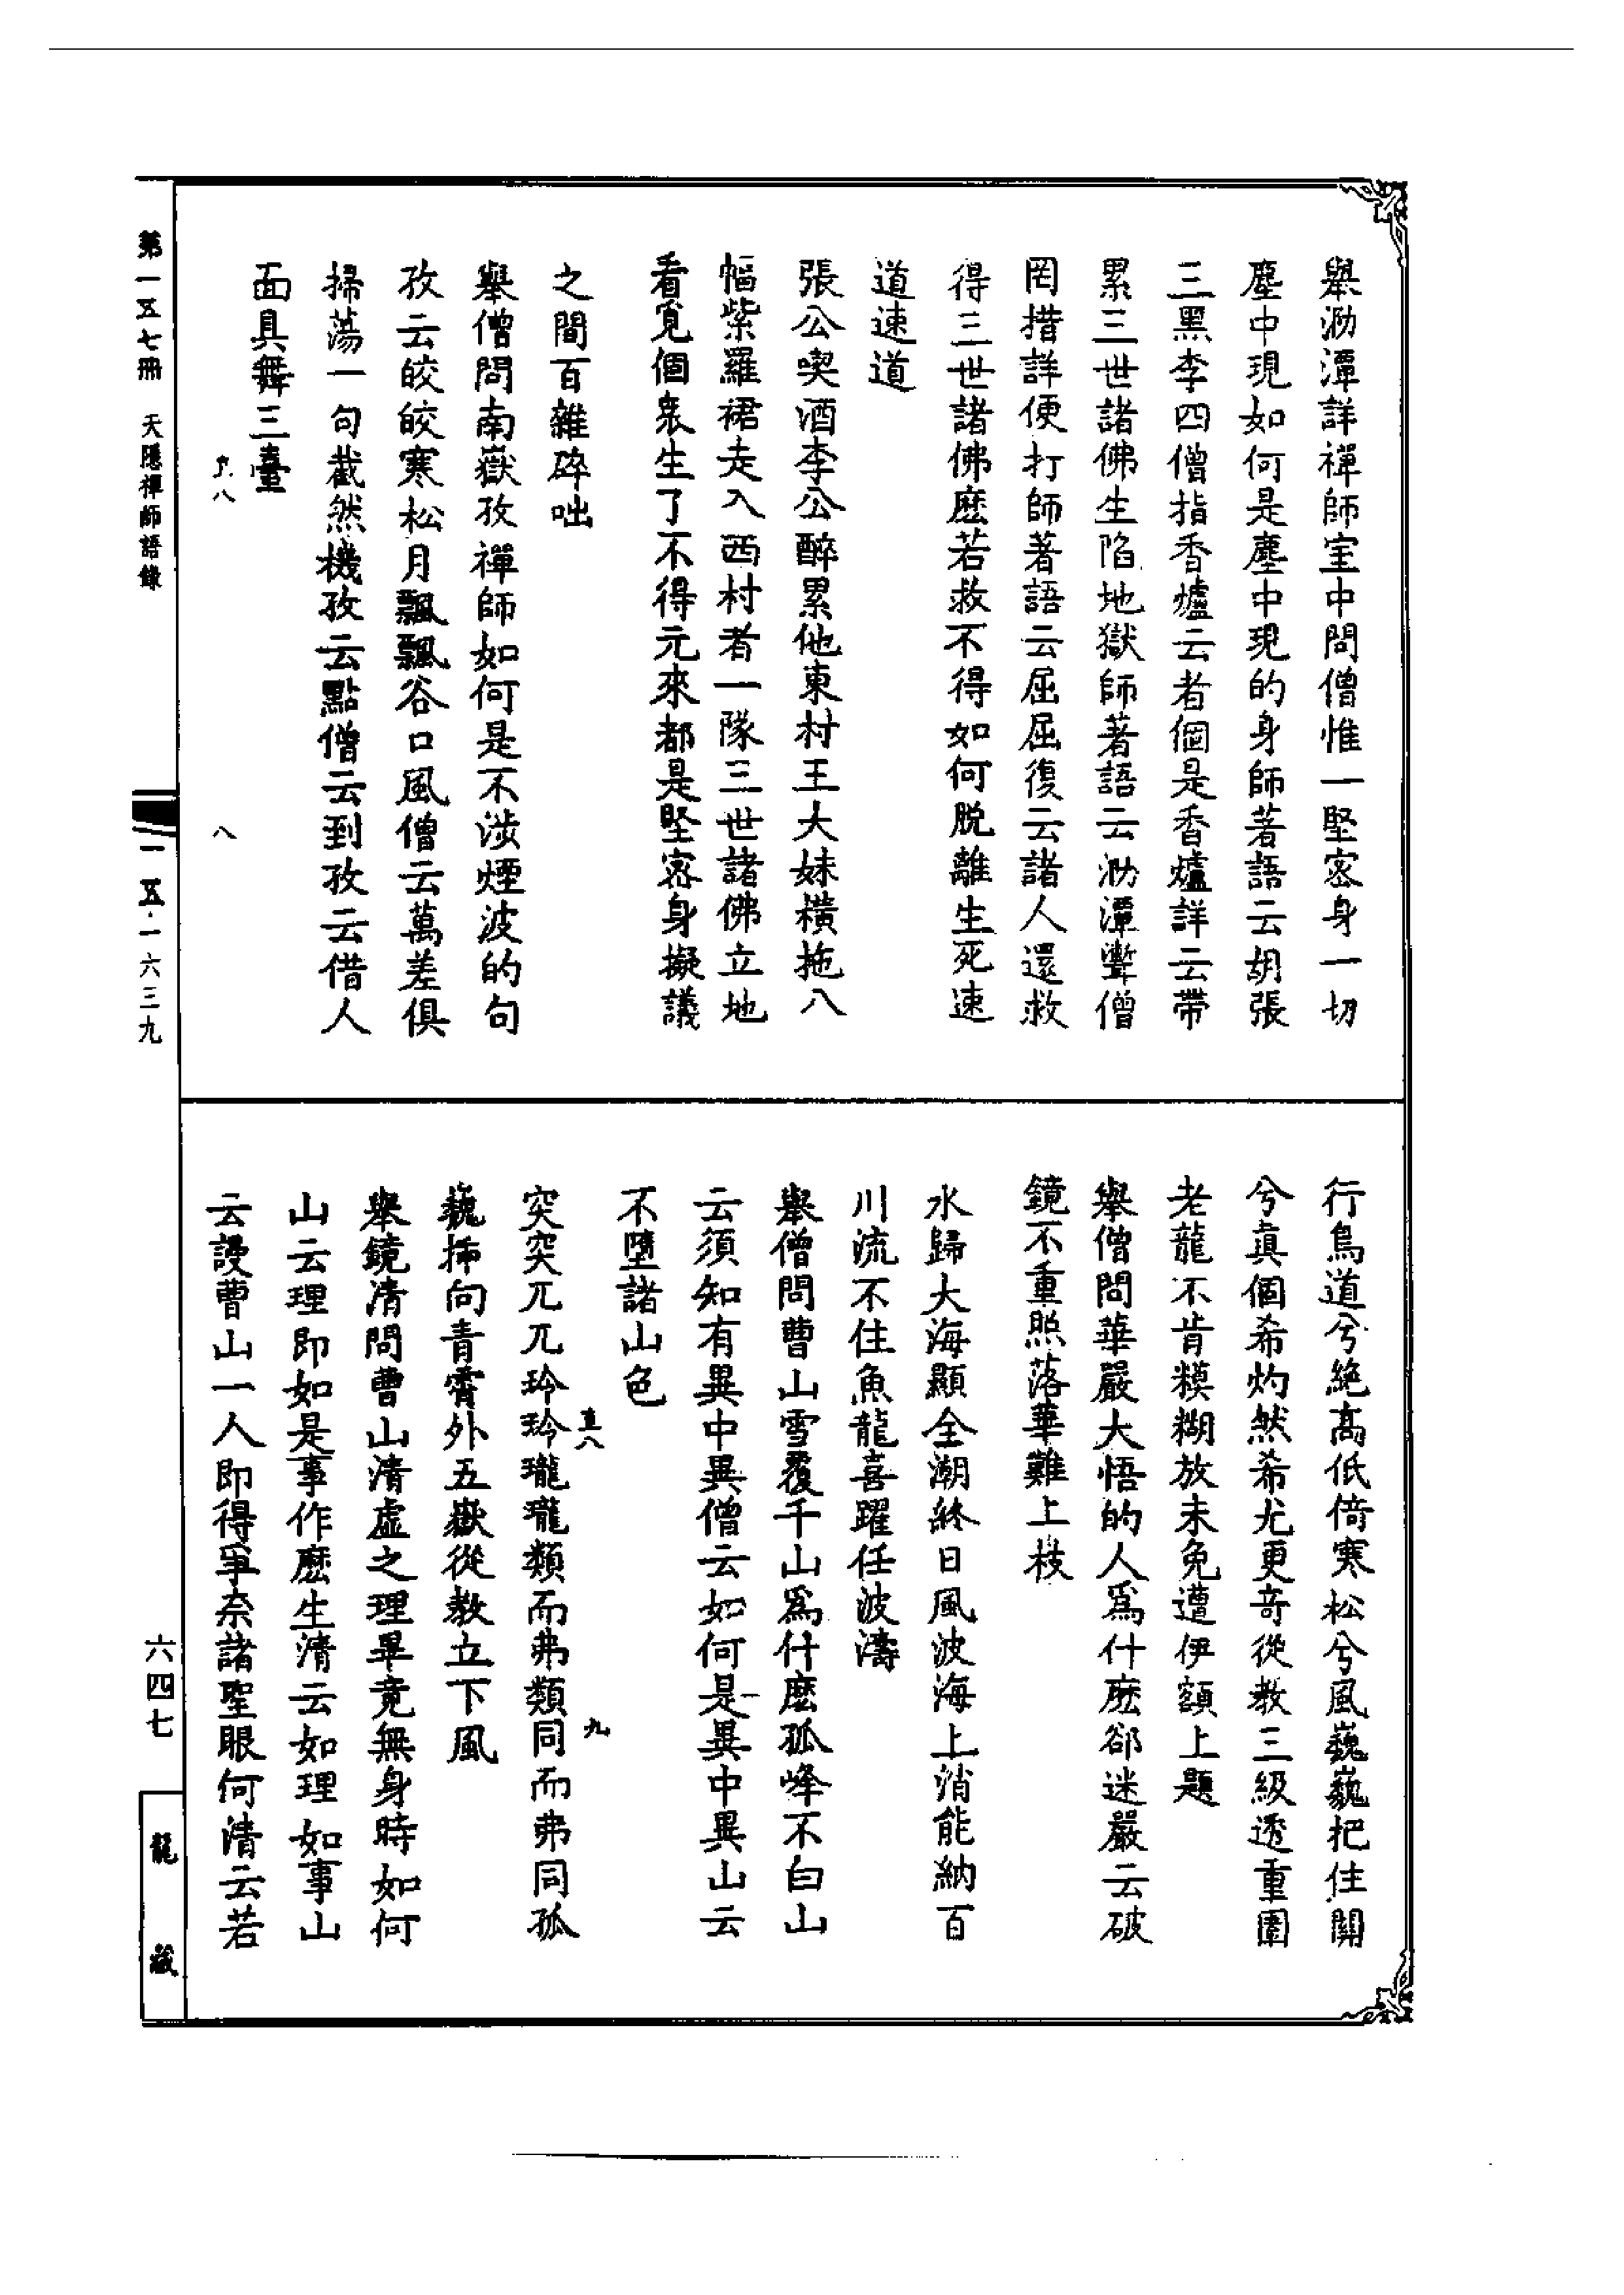 舉泐潭詳禪師室中問僧惟一堅密身一切
塵中現如何是塵中現的身師著語云胡張
三黑李四僧指香爐云者個是香爐詳云帶
累三世諸佛生陷地獄師著語云泐潭
罔措詳便打師著語云屈屈復云諸人還救
得三世諸佛麽若救不得如何脫離生死速
道速道
張公喫酒李公醉累他東村王大妹橫拖八
幅紫羅裙走入西村者一隊三世諸佛立地
看覓個衆生了不得元來都是堅密身擬議
之間百雜碎咄
舉僧問南嶽孜禪師如何是不涉煙波的句
孜云皎皎寒松月飄飄谷口風僧云萬差俱
掃蕩一句截然機孜云點僧云到孜云借人
面具舞三臺
八
行鳥道兮絕高低倚寒松兮風巍巍把住關
兮真個希灼然希尤更奇從教三級透重圍
老龍不肯糢糊放未免遭伊額上題
舉僧問華嚴大悟的人爲什麽郤迷嚴云破
鏡不重照落華難上枝
水歸大海顯全潮終日風波海上消能納百
川流不住魚龍喜躍任波濤
舉僧問曹山雪覆千山爲什麽孤峰不白山
云須知有異中異僧云如何是異中異山云
不墮諸山色
突突兀兀玲玲瓏瓏類而弗類同而弗同孤
巍挿向青霄外五嶽從教立下風
舉鏡清問曹山清虛之理畢竟無身時如何
山云理即如是事作麽生清云如理如事山
云謾曹山一人即得爭奈諸聖眼何清云若
九
第一五七冊 天隱禪師語錄
一五·一六三九
六四七
龍藏